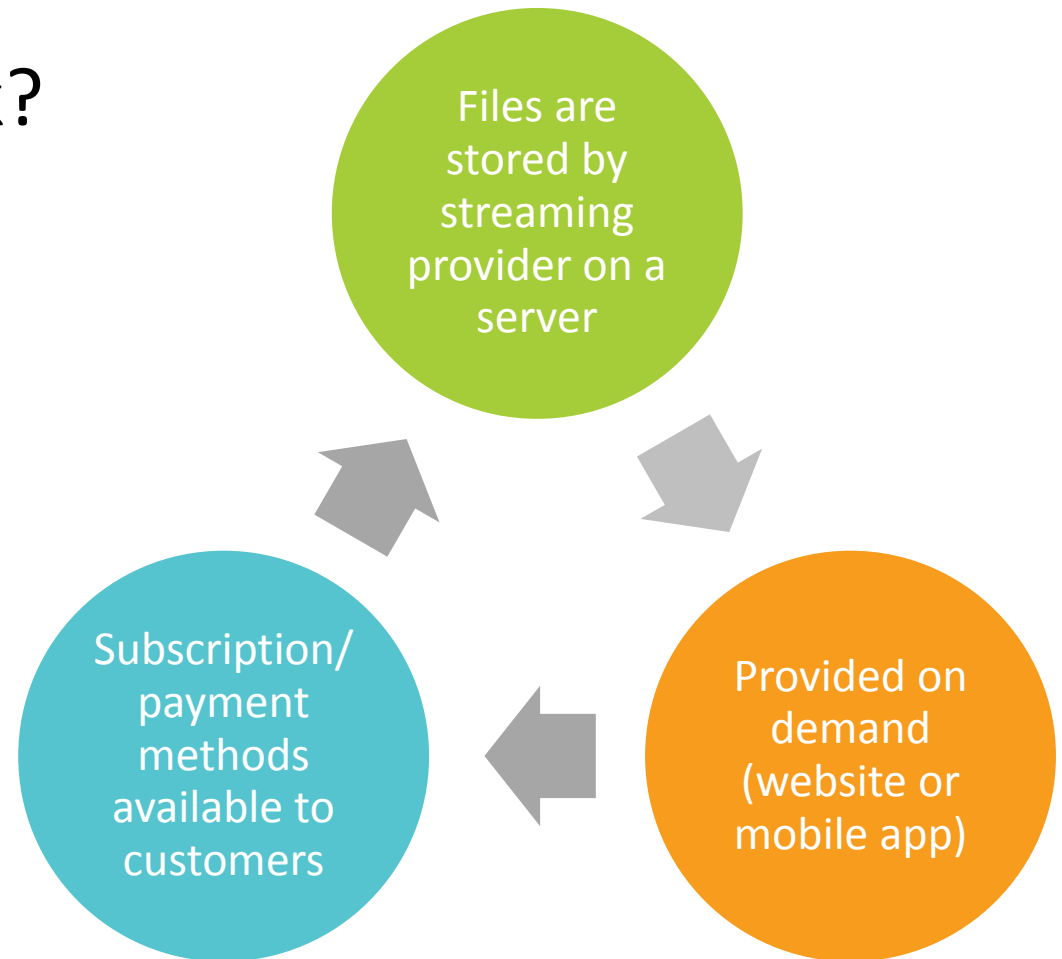 ?
Files are
stored by
streaming
provider on a
server
Provided on
demand
(website or
mobile app)
Subscription/
payment
methods
available to
customers